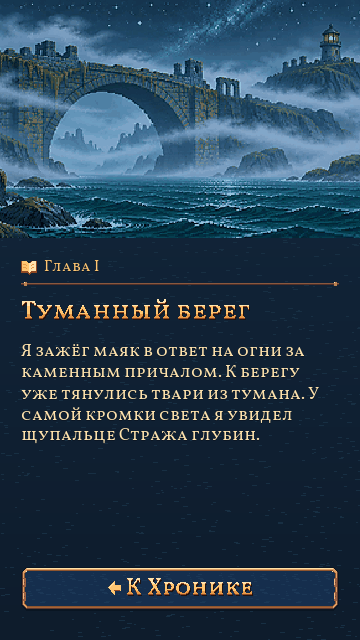 Глава I
Туманный берег
Я зажёг маяк в ответ на огни за
каменным причалом. К берегу
уже тянулись твари из тумана. У
самой кромки света я увидел
щупальце Стража глубин.
К Хронике